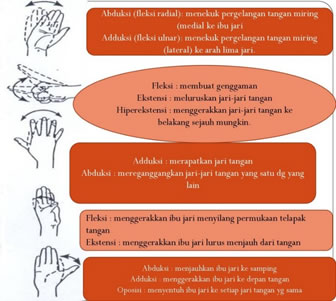 Abduksi (fleksi radial): menekuk pergelangan tangan miring
(medial ke ibu jari
Adduksi (fleksi ulnar): menekuk pergelangan tangan miring
(lateral) ke arah lima jari.
Fleksi : membuat genggaman
Ekstensi : meluruskan jari-jari tangan
Hiperekstensi : menggerakkan jari-jari tangan ke
belakang sejauh mungkin.
Adduksi : merapatkan jari tangan
Abduksi : mereganggangkan jari-jari tangan yang satu dg yang
lain
Fleksi : menggerakkan ibu jari menyilang permukaan telapak
tangan
Ekstensi : menggerakkan ibu jari lurus menjauh dari tangan
Abduksi : menjauhkan ibu jari ke samping
Adduksi : menggerakkan ibu jari ke depan tangan
Oposisi : menyentuh ibu jari ke setiap jari tangan yg sama